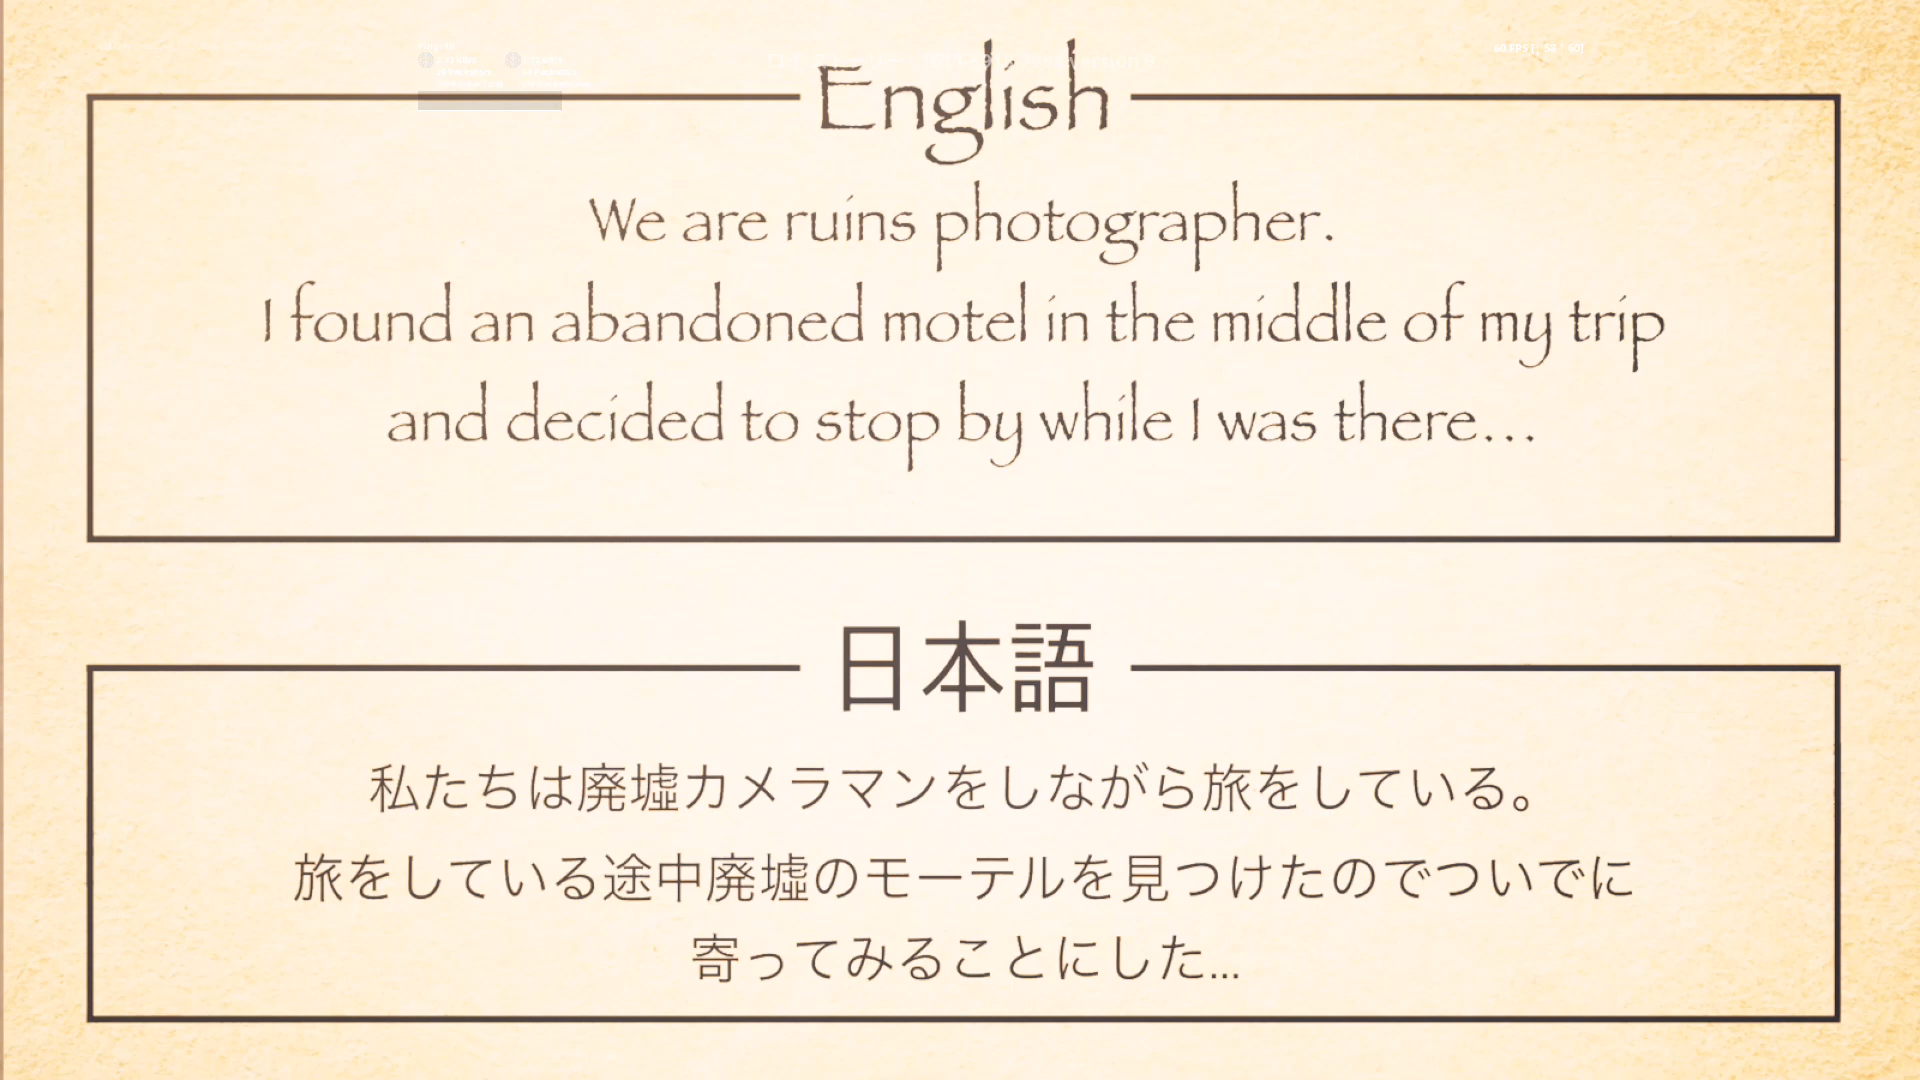 60 FPS
English
We are ruins photographer.
I found an abandoned motel in the middle of my trip
and decided to stop by while I was there...
日本語
私たちは廃墟カメラマンをしながら旅をしている。
旅をしている途中廃墟のモーテルを見つけたのでついでに
寄ってみることにした...